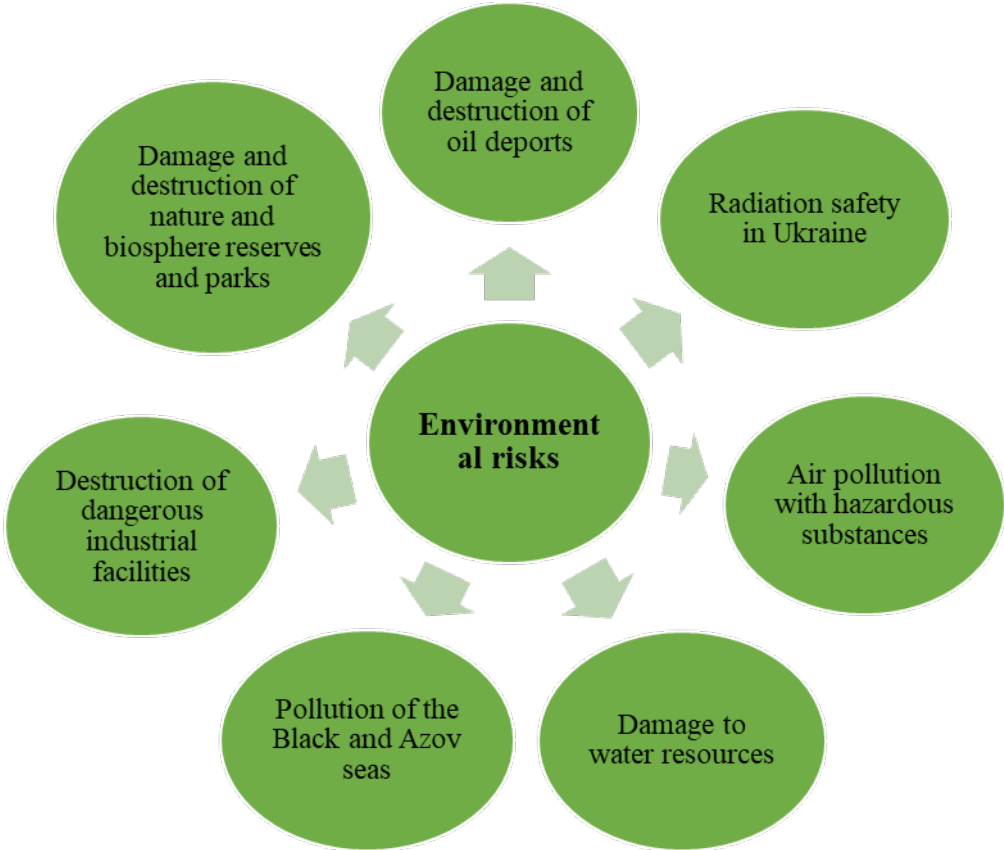 Damage and
destruction of
oil deports
Radiation safety
in Ukraine
Air pollution
with hazardous
substances
Damage to
water resources
Pollution of the
Black and Azov
seas
Destruction of
dangerous
industrial
facilities
Damage and
destruction of
nature and
biosphere reserves
and parks
Environment
al risks